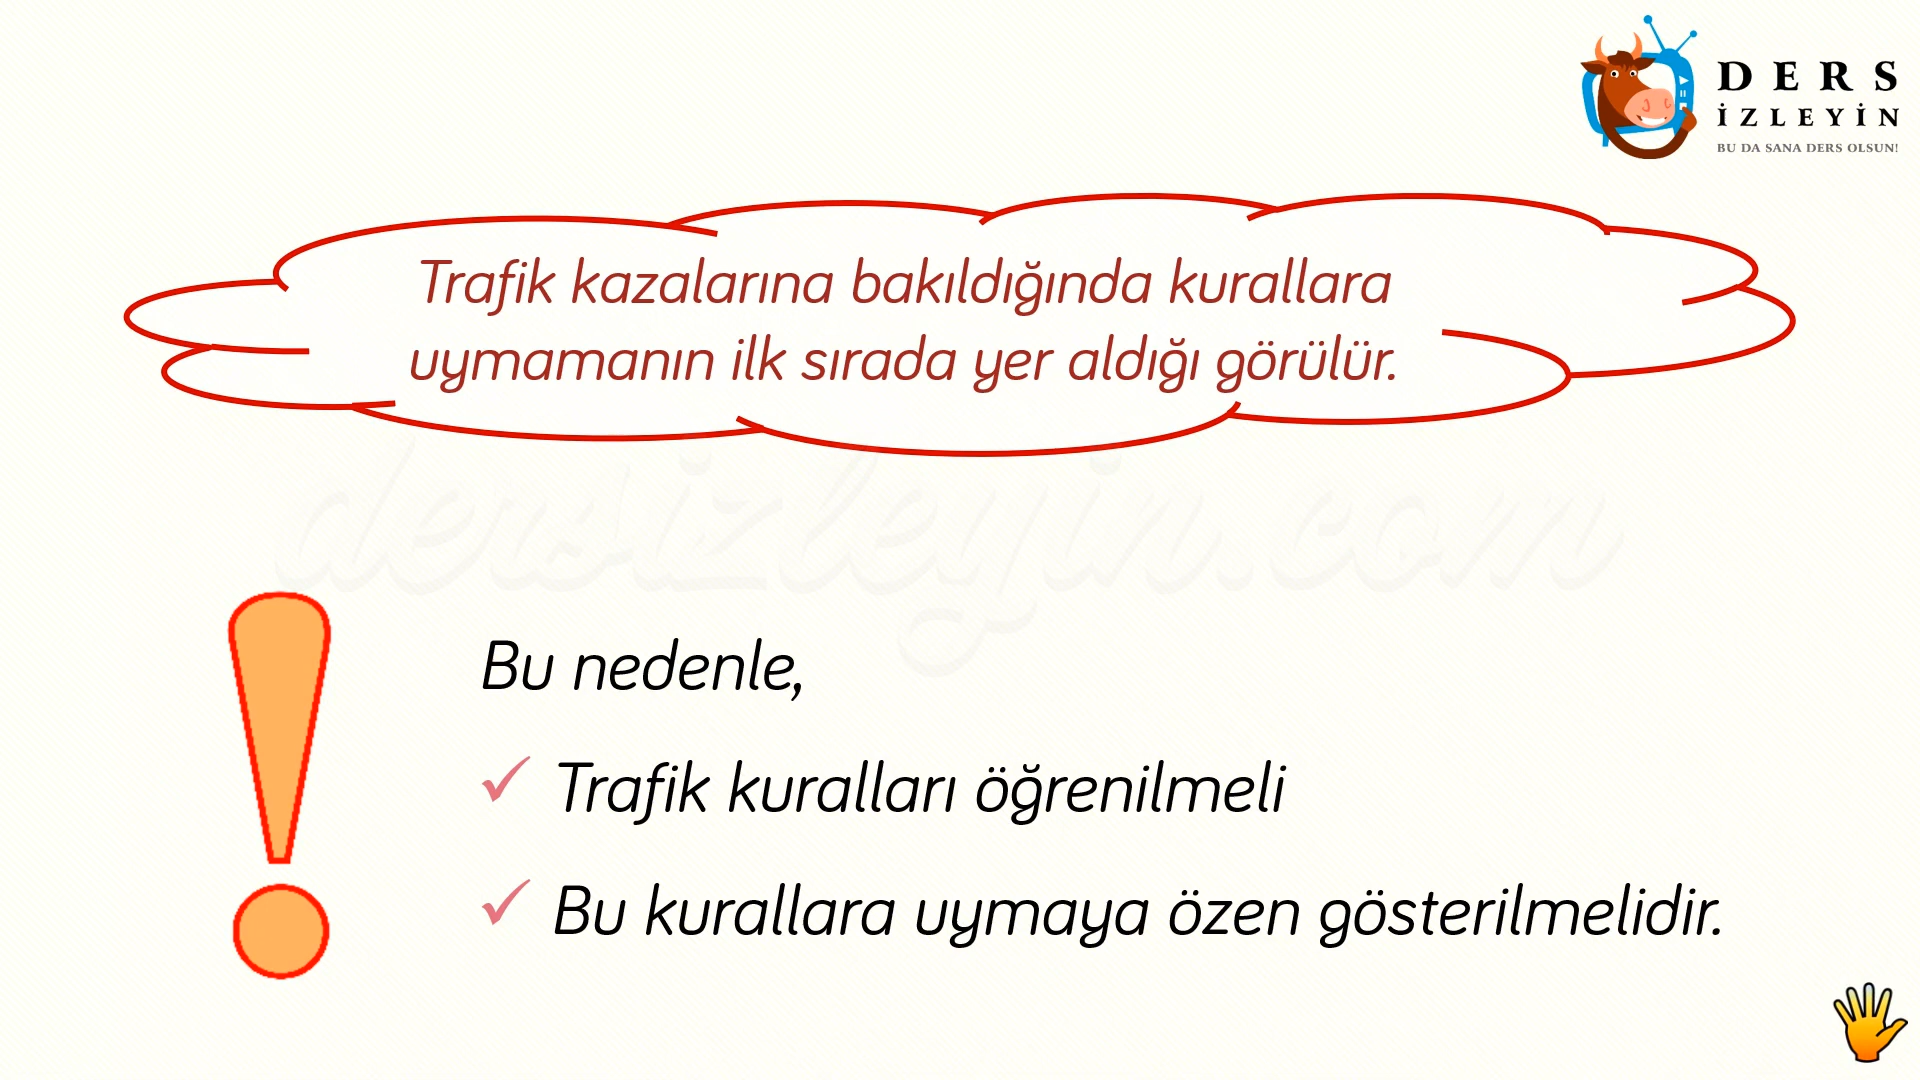 DERS
İZLEYİN
BU DA SANA DERS OLSUN!
Trafik kazalarına bakıldığında kurallara
uymamanın ilk sırada yer aldığı görülür.
dersizleyin.com
Bu nedenle,
Trafik kuralları öğrenilmeli
Bu kurallara uymaya özen gösterilmelidir.